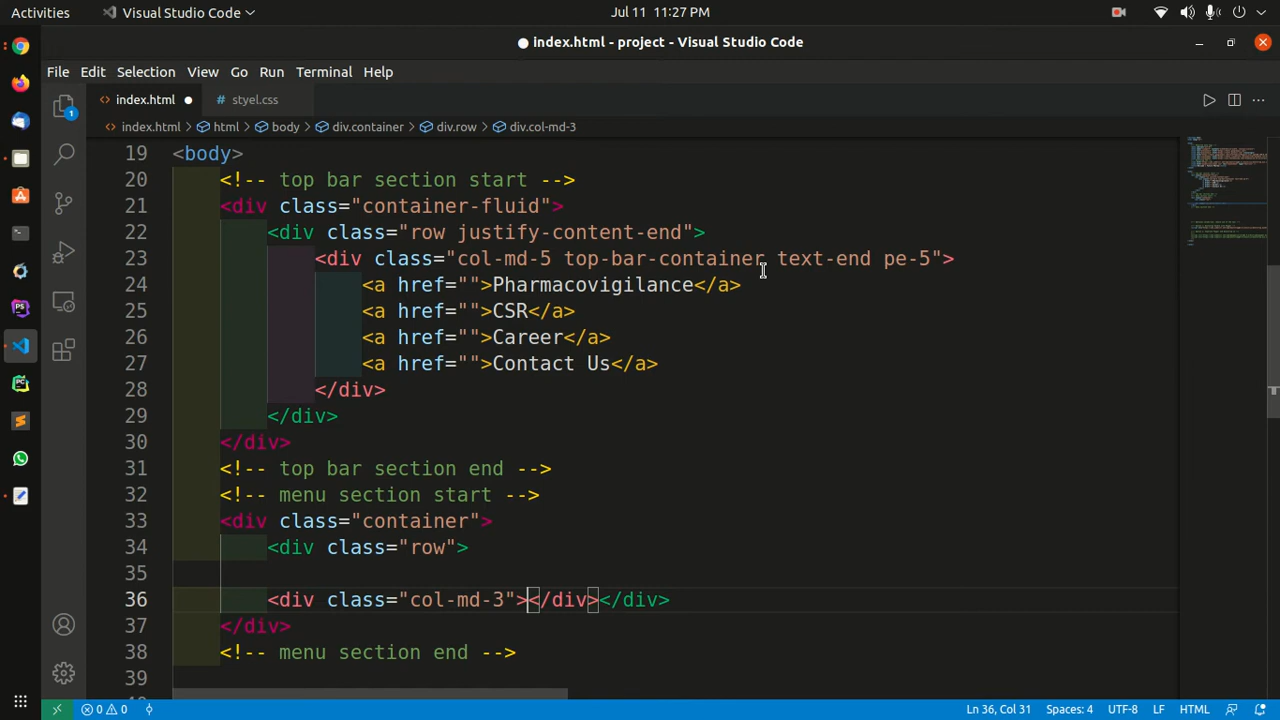 Activities
Visual Studio Code
Jul 11 11:27 PM
index.html - project - Visual Studio Code
File Edit Selection View Go Run Terminal Help
index.html
styel.css
index.html > html > body > div.container > div.row > div.col-md-3
19 <body>
20 <!-- top bar section start -->
21 <div class="container-fluid">
22 <div class="row justify-content-end">
23 <div class="col-md-5 top-bar-container text-end pe-5">
24 <a href="">Pharmacovigilance</a>
25 <a href="">CSR</a>
26 <a href="">Career</a>
27 <a href="">Contact Us</a>
28 </div>
29 </div>
30 </div>
31 <!-- top bar section end -->
32 <!-- menu section start -->
33 <div class="container">
34 <div class="row">
35
36 <div class="col-md-3"></div></div>
37 </div>
38 <!-- menu section end -->
39
1
0 0
Ln 36, Col 31
Spaces: 4
UTF-8
LF
HTML